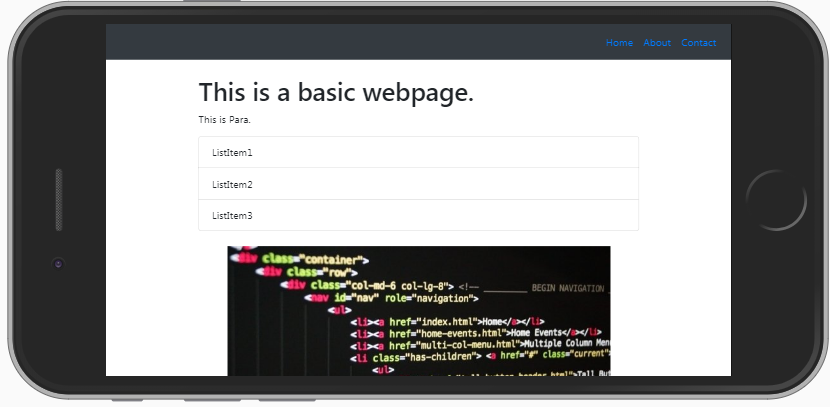 Home About Contact
This is a basic webpage.
This is Para.
ListItem1
ListItem2
ListItem3
<div class="container">
<div class="row">
<div class="col-md-6 col-lg-8"> <!-- ________ BEGIN NAVIGATION
<nav id="nav" role="navigation">
<ul>
<li><a href="index.html">Home</a></li>
<li><a href="home-events.html">Home Events</a></li>
<li><a href="multi-col-menu.html">Multiple Column Men
<li class="has-children"> <a href="#" class="current"
<ul>